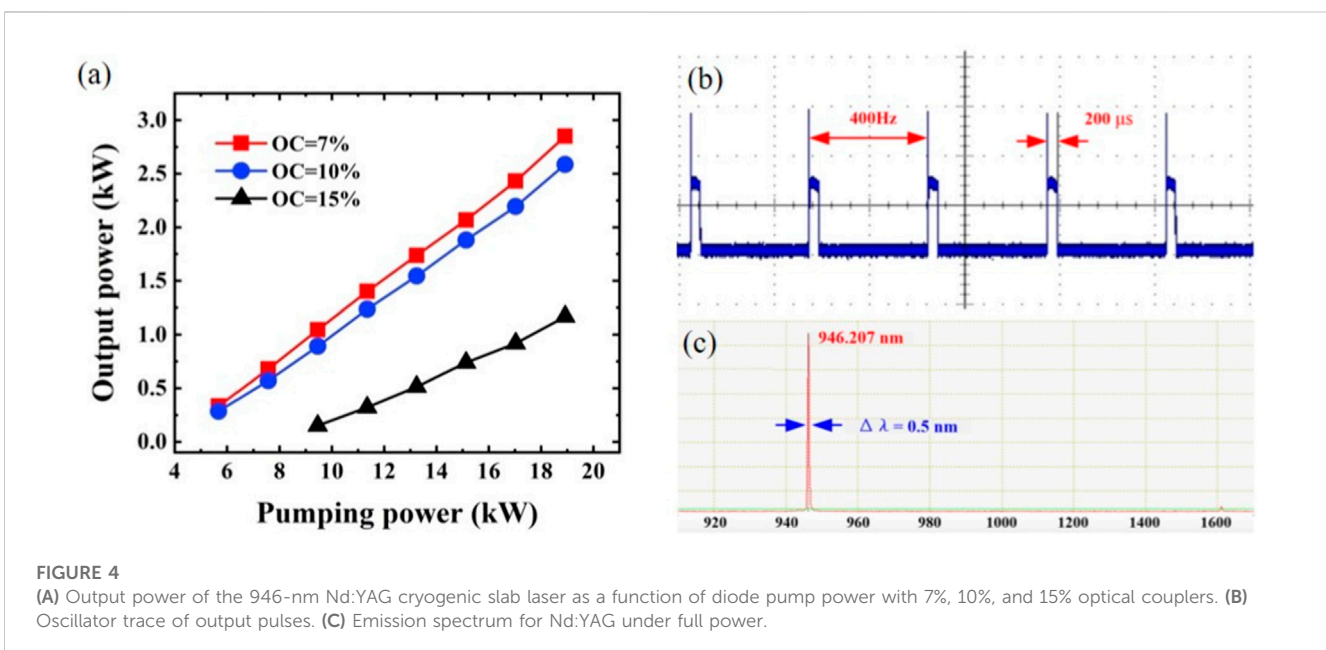 (a)
3.0
2.5
2.0
1.5
1.0
0.5
0.0
Output power (kW)
OC=7%
OC=10%
OC=15%
4 6 8 10 12 14 16 18 20
Pumping power (kW)
(b)
400Hz
200 μs
(c)
946.207 nm
Δ λ = 0.5 nm
920 940 960 980 1000 1200 1400 1600
FIGURE 4
(A) Output power of the 946-nm Nd:YAG cryogenic slab laser as a function of diode pump power with 7%, 10%, and 15% optical couplers. (B)
Oscillator trace of output pulses. (C) Emission spectrum for Nd:YAG under full power.